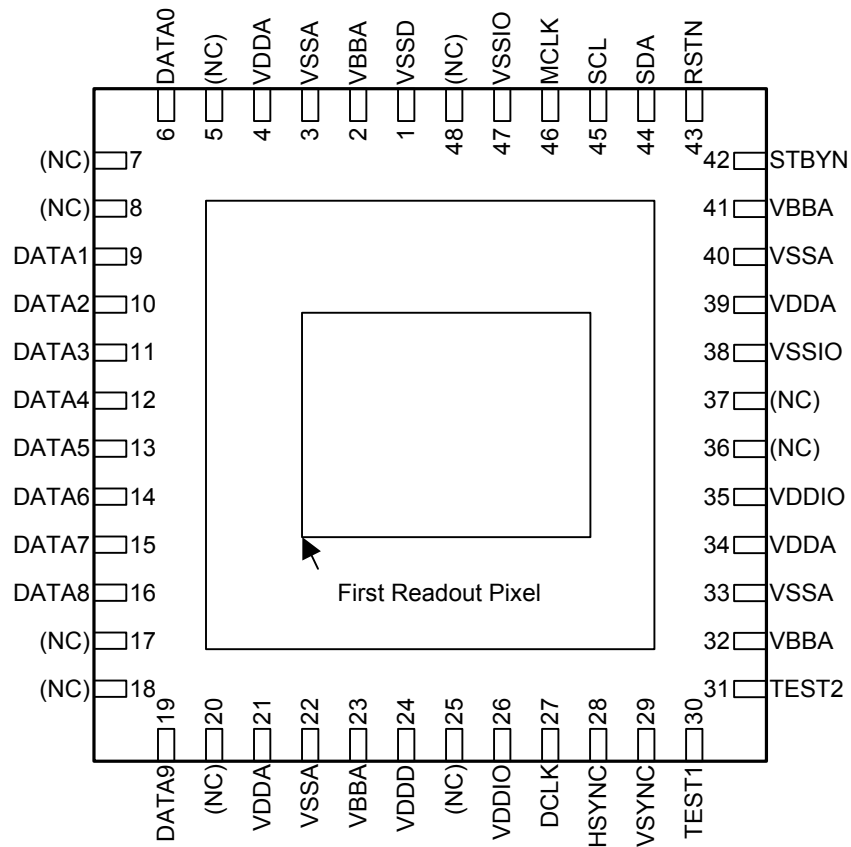 DATA0
(NC)
VDDA
VSSA
VBBA
VSSD
(NC)
VSSIO
MCLK
SCL
SDA
RSTN
6
5
4
3
2
1
48
47
46
45
44
43
(NC) 7
(NC) 8
DATA1 9
DATA2 10
DATA3 11
DATA4 12
DATA5 13
DATA6 14
DATA7 15
DATA8 16
(NC) 17
(NC) 18
42 STBYN
41 VBBA
40 VSSA
39 VDDA
38 VSSIO
37 (NC)
36 (NC)
35 VDDIO
34 VDDA
33 VSSA
32 VBBA
31 TEST2
First Readout Pixel
19
20
21
22
23
24
25
26
27
28
29
30
DATA9
(NC)
VDDA
VSSA
VBBA
VDDD
(NC)
VDDIO
DCLK
HSYNC
VSYNC
TEST1